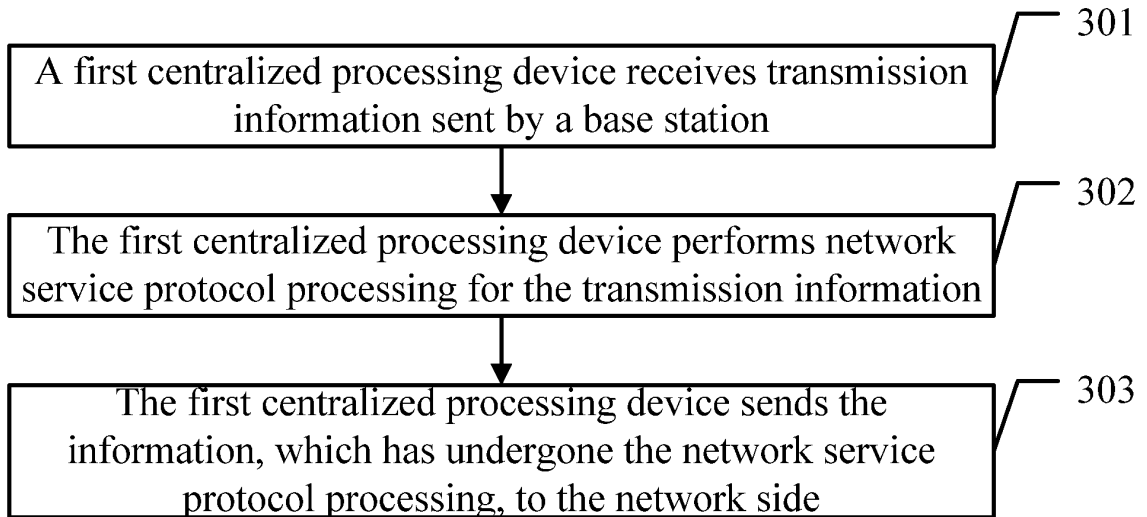 301
A first centralized processing device receives transmission
information sent by a base station
302
The first centralized processing device performs network
service protocol processing for the transmission information
303
The first centralized processing device sends the
information, which has undergone the network service
protocol processing, to the network side